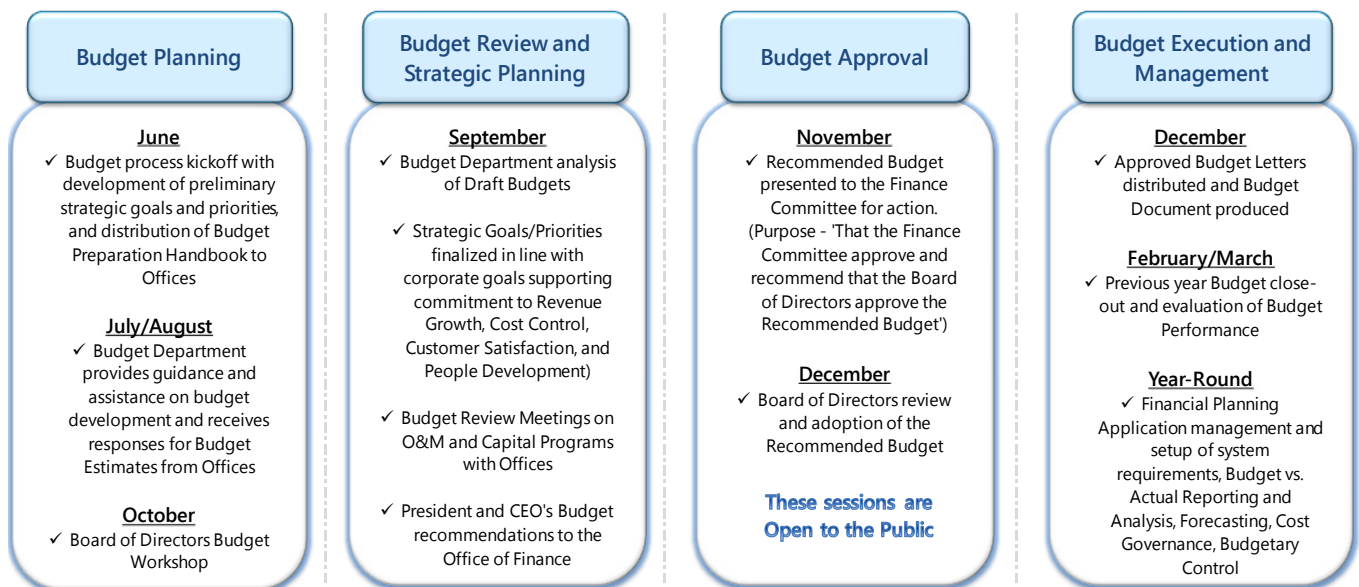 Budget Planning
June
✓ Budget process kickoff with
development of preliminary
strategic goals and priorities,
and distribution of Budget
Preparation Handbook to
Offices
July/August
✓ Budget Department
provides guidance and
assistance on budget
development and receives
responses for Budget
Estimates from Offices
October
✓ Board of Directors Budget
Workshop
Budget Review and
Strategic Planning
September
✓ Budget Department analysis
of Draft Budgets
✓ Strategic Goals/Priorities
finalized in line with
corporate goals supporting
commitment to Revenue
Growth, Cost Control,
Customer Satisfaction, and
People Development)
✓ Budget Review Meetings on
O&M and Capital Programs
with Offices
✓ President and CEO's Budget
recommendations to the
Office of Finance
Budget Approval
November
✓ Recommended Budget
presented to the Finance
Committee for action.
(Purpose - 'That the Finance
Committee approve and
recommend that the Board
of Directors approve the
Recommended Budget')
December
✓ Board of Directors review
and adoption of the
Recommended Budget
These sessions are
Open to the Public
Budget Execution and
Management
December
✓ Approved Budget Letters
distributed and Budget
Document produced
February/March
✓ Previous year Budget close-
out and evaluation of Budget
Performance
Year-Round
✓ Financial Planning
Application management and
setup of system
requirements, Budget vs.
Actual Reporting and
Analysis, Forecasting, Cost
Governance, Budgetary
Control